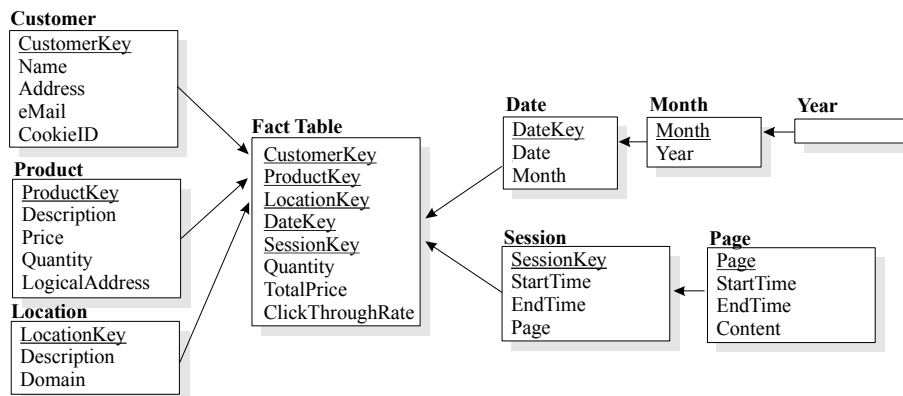 Customer
CustomerKey
Name
Address
eMail
CookieID
Product
ProductKey
Description
Price
Quantity
LogicalAddress
Location
LocationKey
Description
Domain
Fact Table
CustomerKey
ProductKey
LocationKey
DateKey
SessionKey
Quantity
TotalPrice
ClickThroughRate
Date
DateKey
Date
Month
Month
Month
Year
Year
Session
SessionKey
StartTime
EndTime
Page
Page
Page
StartTime
EndTime
Content